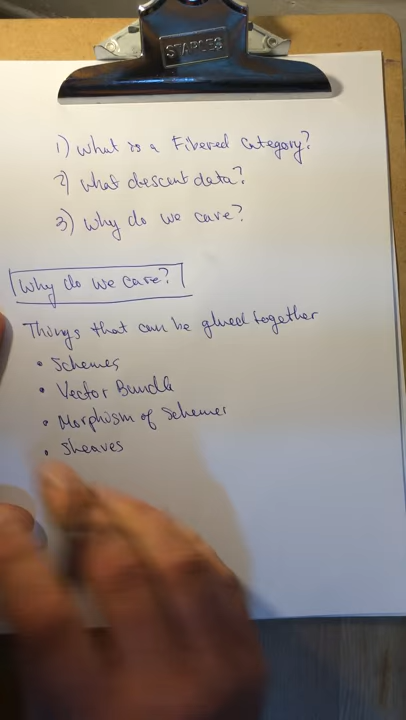 STAPLES
1) What is a Fibered Category?
2) What descent data?
3) Why do we care?
Why do we care?
Things that can be glued together
• Schemes
• Vector Bundle
• Morphism of Schemes
• Sheaves